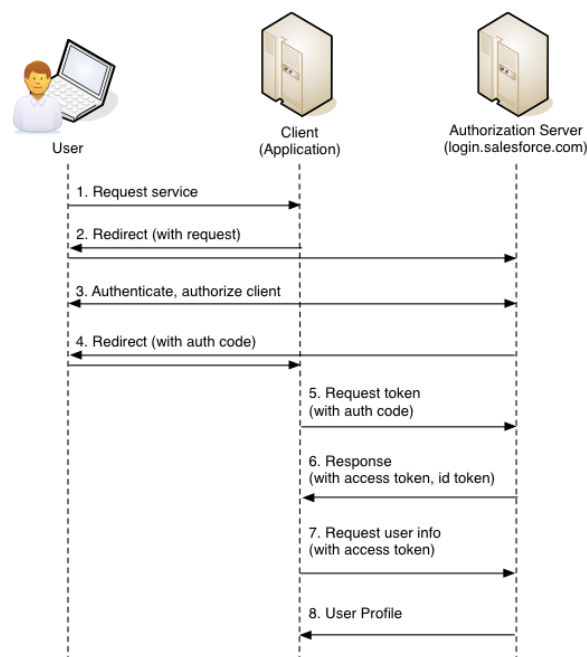 User
Client
(Application)
Authorization Server
(login.salesforce.com)
1. Request service
2. Redirect (with request)
3. Authenticate, authorize client
4. Redirect (with auth code)
5. Request token
(with auth code)
6. Response
(with access token, id token)
7. Request user info
(with access token)
8. User Profile